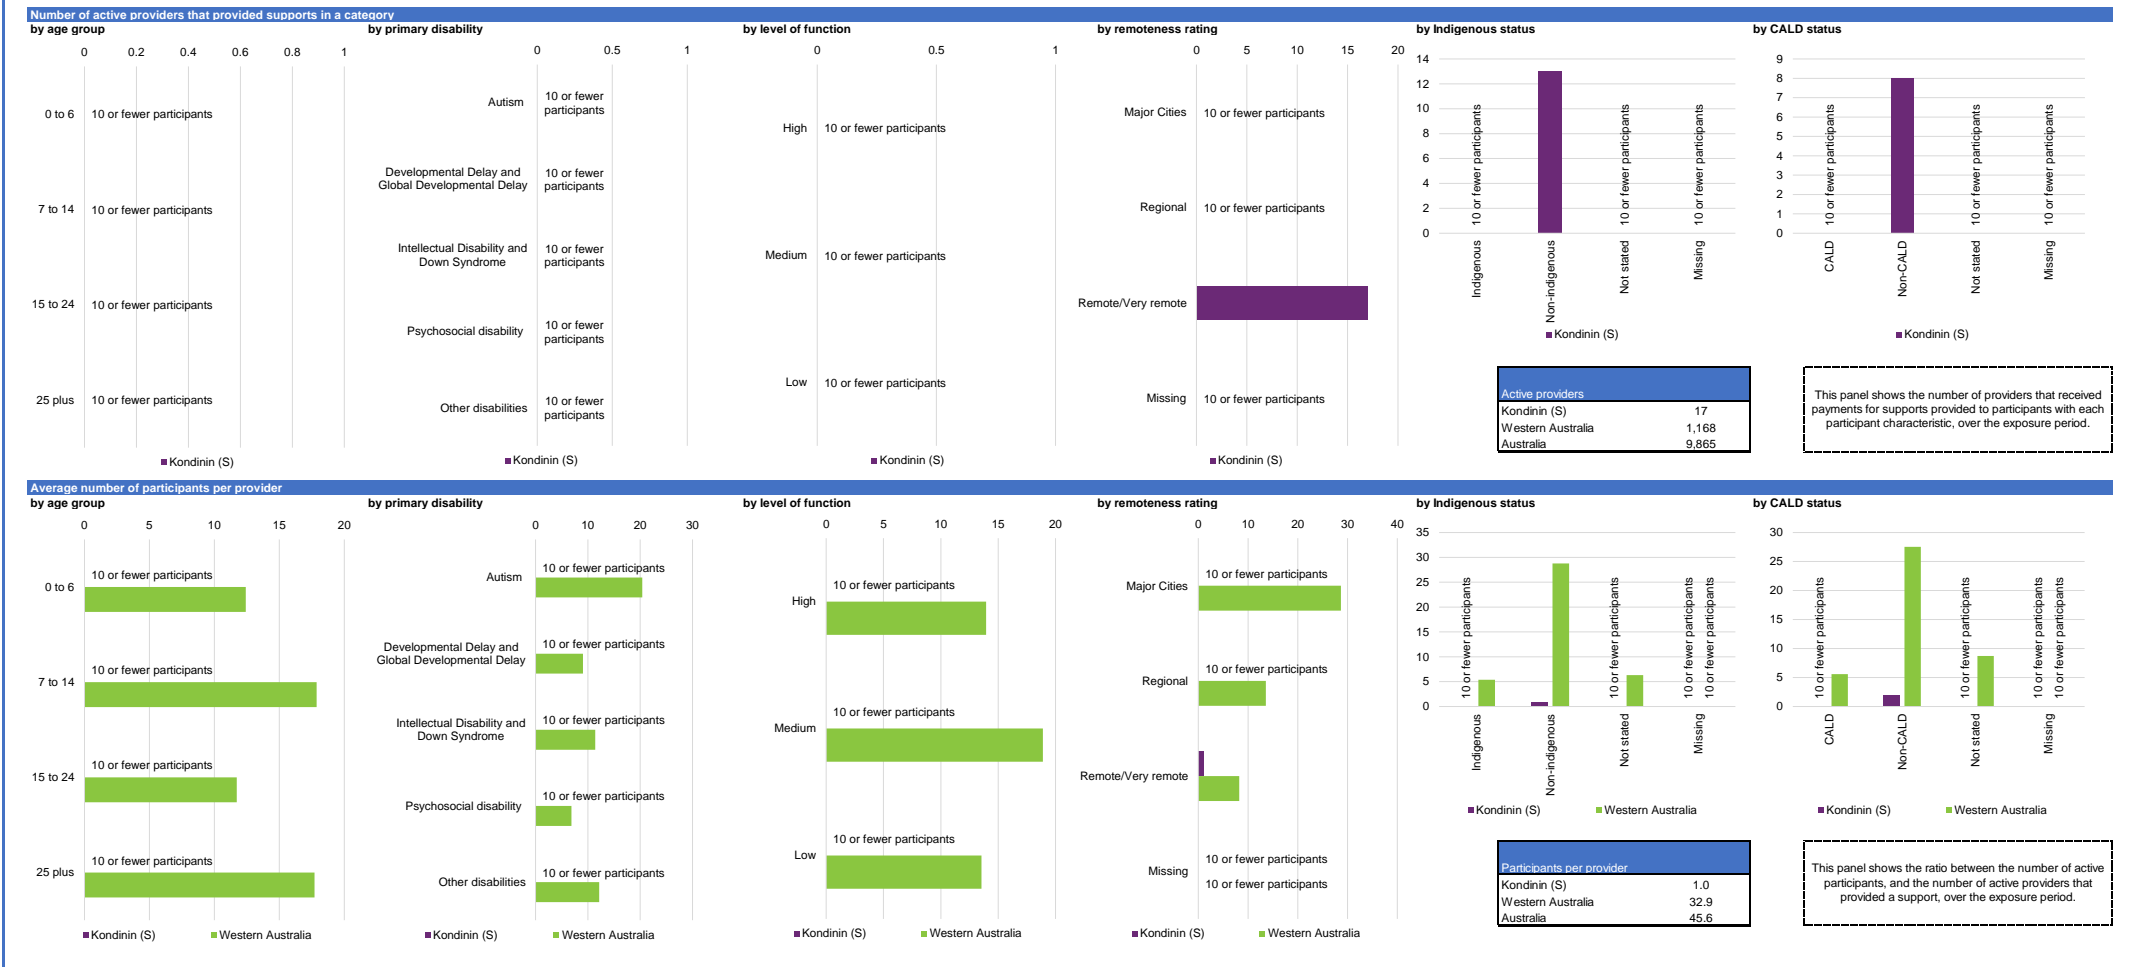 Number of active providers that provided supports in a category
by age group
0 0.2 0.4 0.6 0.8 1
0 to 6 10 or fewer participants
7 to 14 10 or fewer participants
15 to 24 10 or fewer participants
25 plus 10 or fewer participants
Kondinin (S)
by primary disability
0 0.5 1
Autism 10 or fewer
participants
Developmental Delay and
Global Developmental Delay
10 or fewer
participants
Intellectual Disability and
Down Syndrome
10 or fewer
participants
Psychosocial disability 10 or fewer
participants
Other disabilities 10 or fewer
participants
Kondinin (S)
by level of function
0 0.5 1
High 10 or fewer participants
Medium 10 or fewer participants
Low 10 or fewer participants
Kondinin (S)
by remoteness rating
0 5 10 15 20
Major Cities 10 or fewer participants
Regional 10 or fewer participants
Remote/Very remote
Missing 10 or fewer participants
Kondinin (S)
by Indigenous status
14
12
10
8
6
4
2
0
10 or fewer participants
10 or fewer participants
10 or fewer participants
Indigenous
Non-indigenous
Not stated
Missing
Kondinin (S)
by CALD status
9
8
7
6
5
4
3
2
1
0
10 or fewer participants
10 or fewer participants
10 or fewer participants
CALD
Non-CALD
Not stated
Missing
Kondinin (S)
Active providers
Kondinin (S) 17
Western Australia 1,168
Australia 9,865
This panel shows the number of providers that received
payments for supports provided to participants with each
participant characteristic, over the exposure period.
Average number of participants per provider
by age group
0 5 10 15 20
0 to 6 10 or fewer participants
7 to 14 10 or fewer participants
15 to 24 10 or fewer participants
25 plus 10 or fewer participants
Kondinin (S) Western Australia
by primary disability
0 10 20 30
Autism 10 or fewer participants
Developmental Delay and
Global Developmental Delay
10 or fewer participants
Intellectual Disability and
Down Syndrome
10 or fewer participants
Psychosocial disability 10 or fewer participants
Other disabilities 10 or fewer participants
Kondinin (S) Western Australia
by level of function
0 5 10 15 20
High 10 or fewer participants
Medium 10 or fewer participants
Low 10 or fewer participants
Kondinin (S) Western Australia
by remoteness rating
0 10 20 30 40
Major Cities 10 or fewer participants
Regional 10 or fewer participants
Remote/Very remote
Missing 10 or fewer participants
10 or fewer participants
Kondinin (S) Western Australia
by Indigenous status
35
30
25
20
15
10
5
0
10 or fewer participants
10 or fewer participants
10 or fewer participants
10 or fewer participants
Indigenous
Non-indigenous
Not stated
Missing
Kondinin (S) Western Australia
by CALD status
30
25
20
15
10
5
0
10 or fewer participants
10 or fewer participants
10 or fewer participants
10 or fewer participants
CALD
Non-CALD
Not stated
Missing
Kondinin (S) Western Australia
Participants per provider
Kondinin (S) 1.0
Western Australia 32.9
Australia 45.6
This panel shows the ratio between the number of active
participants, and the number of active providers that
provided a support, over the exposure period.